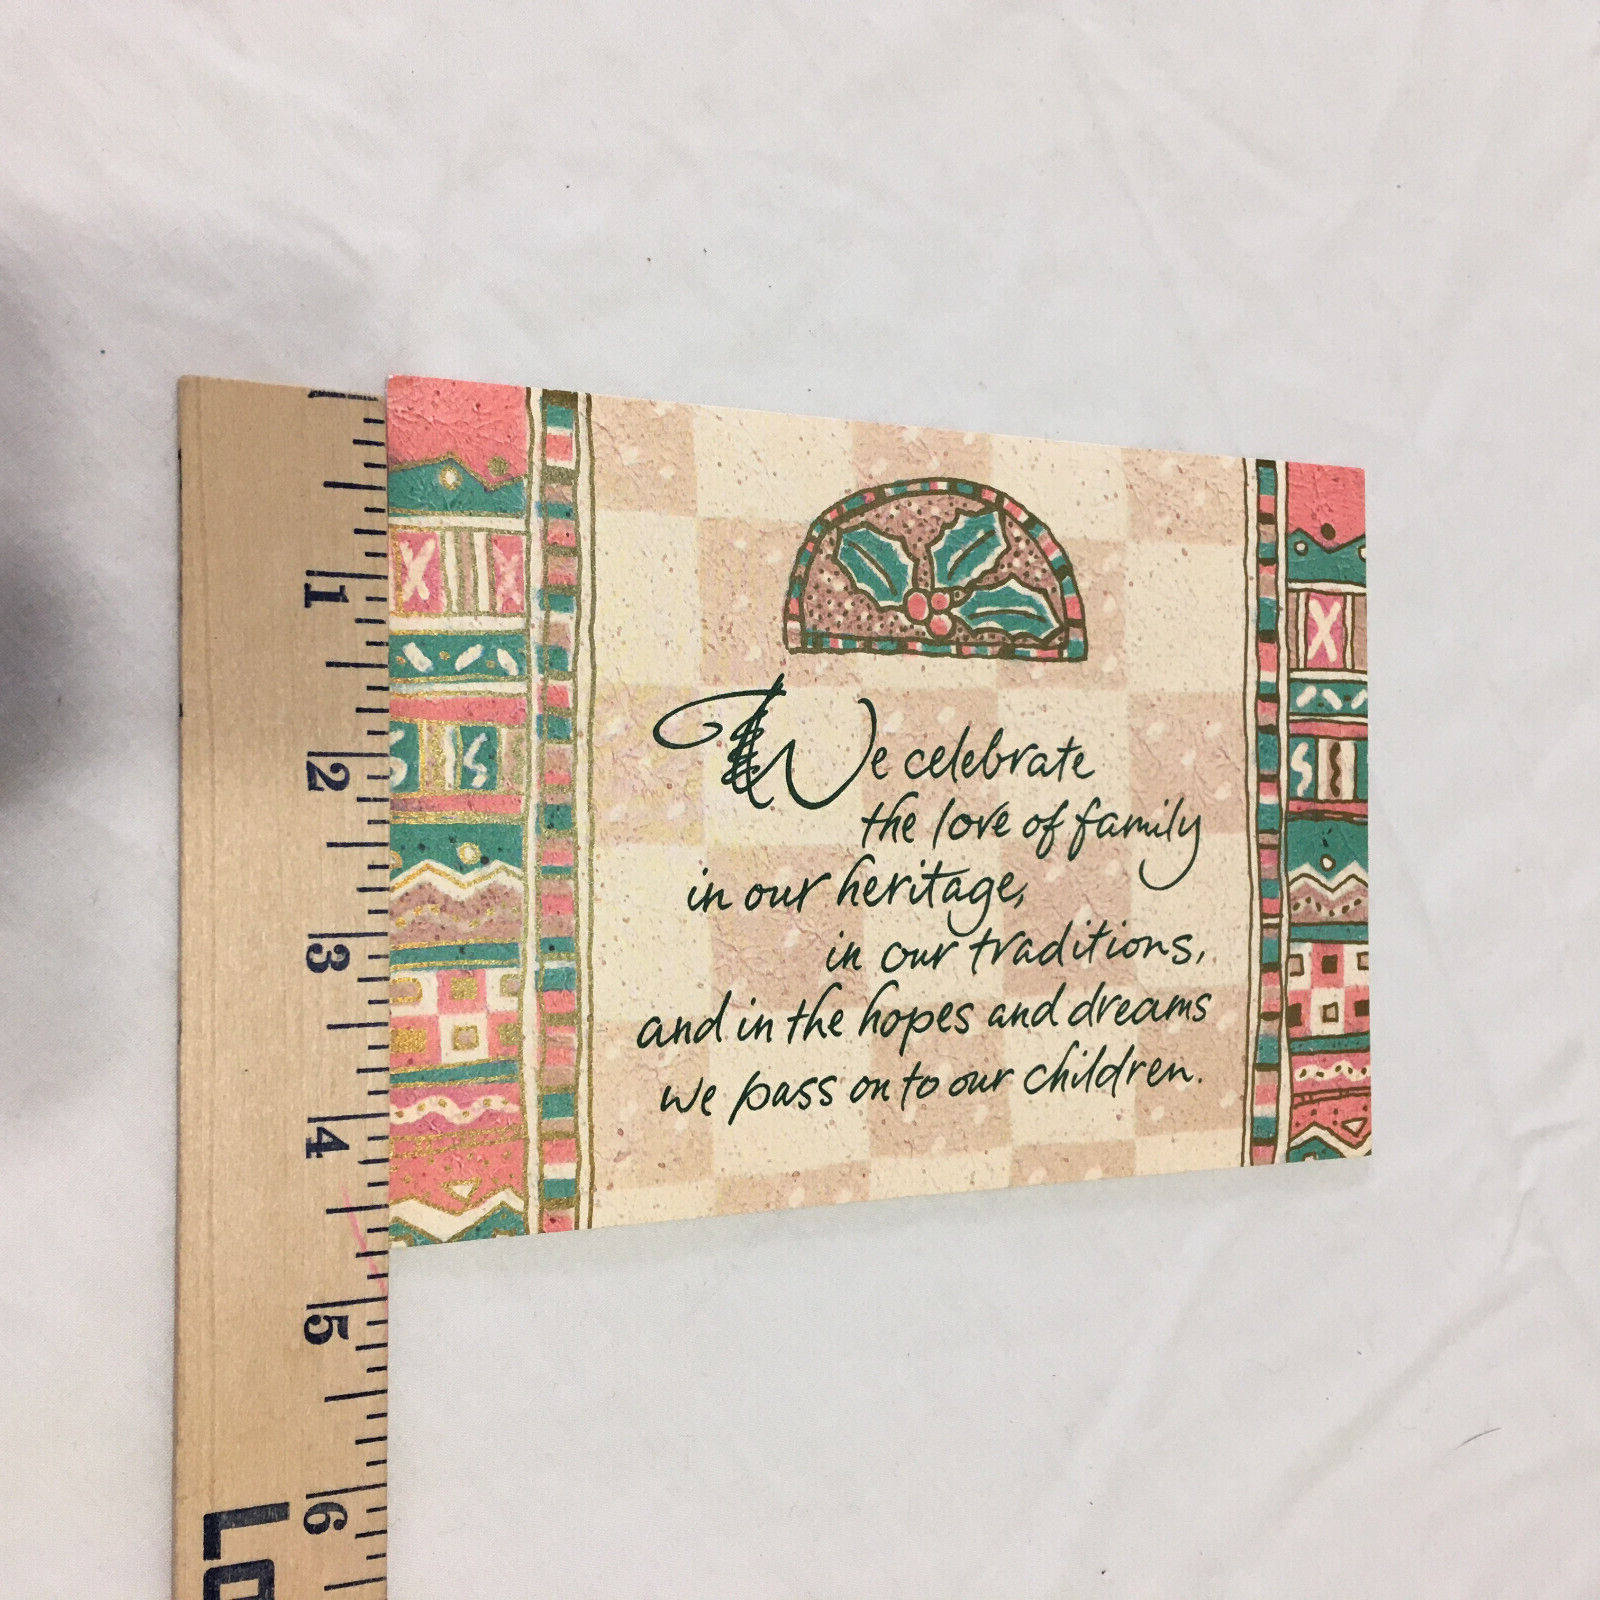 We celebrate
the love of family
in our heritage,
in our traditions,
and in the hopes and dreams
we pass on to our children.
1
2
3
4
5
6